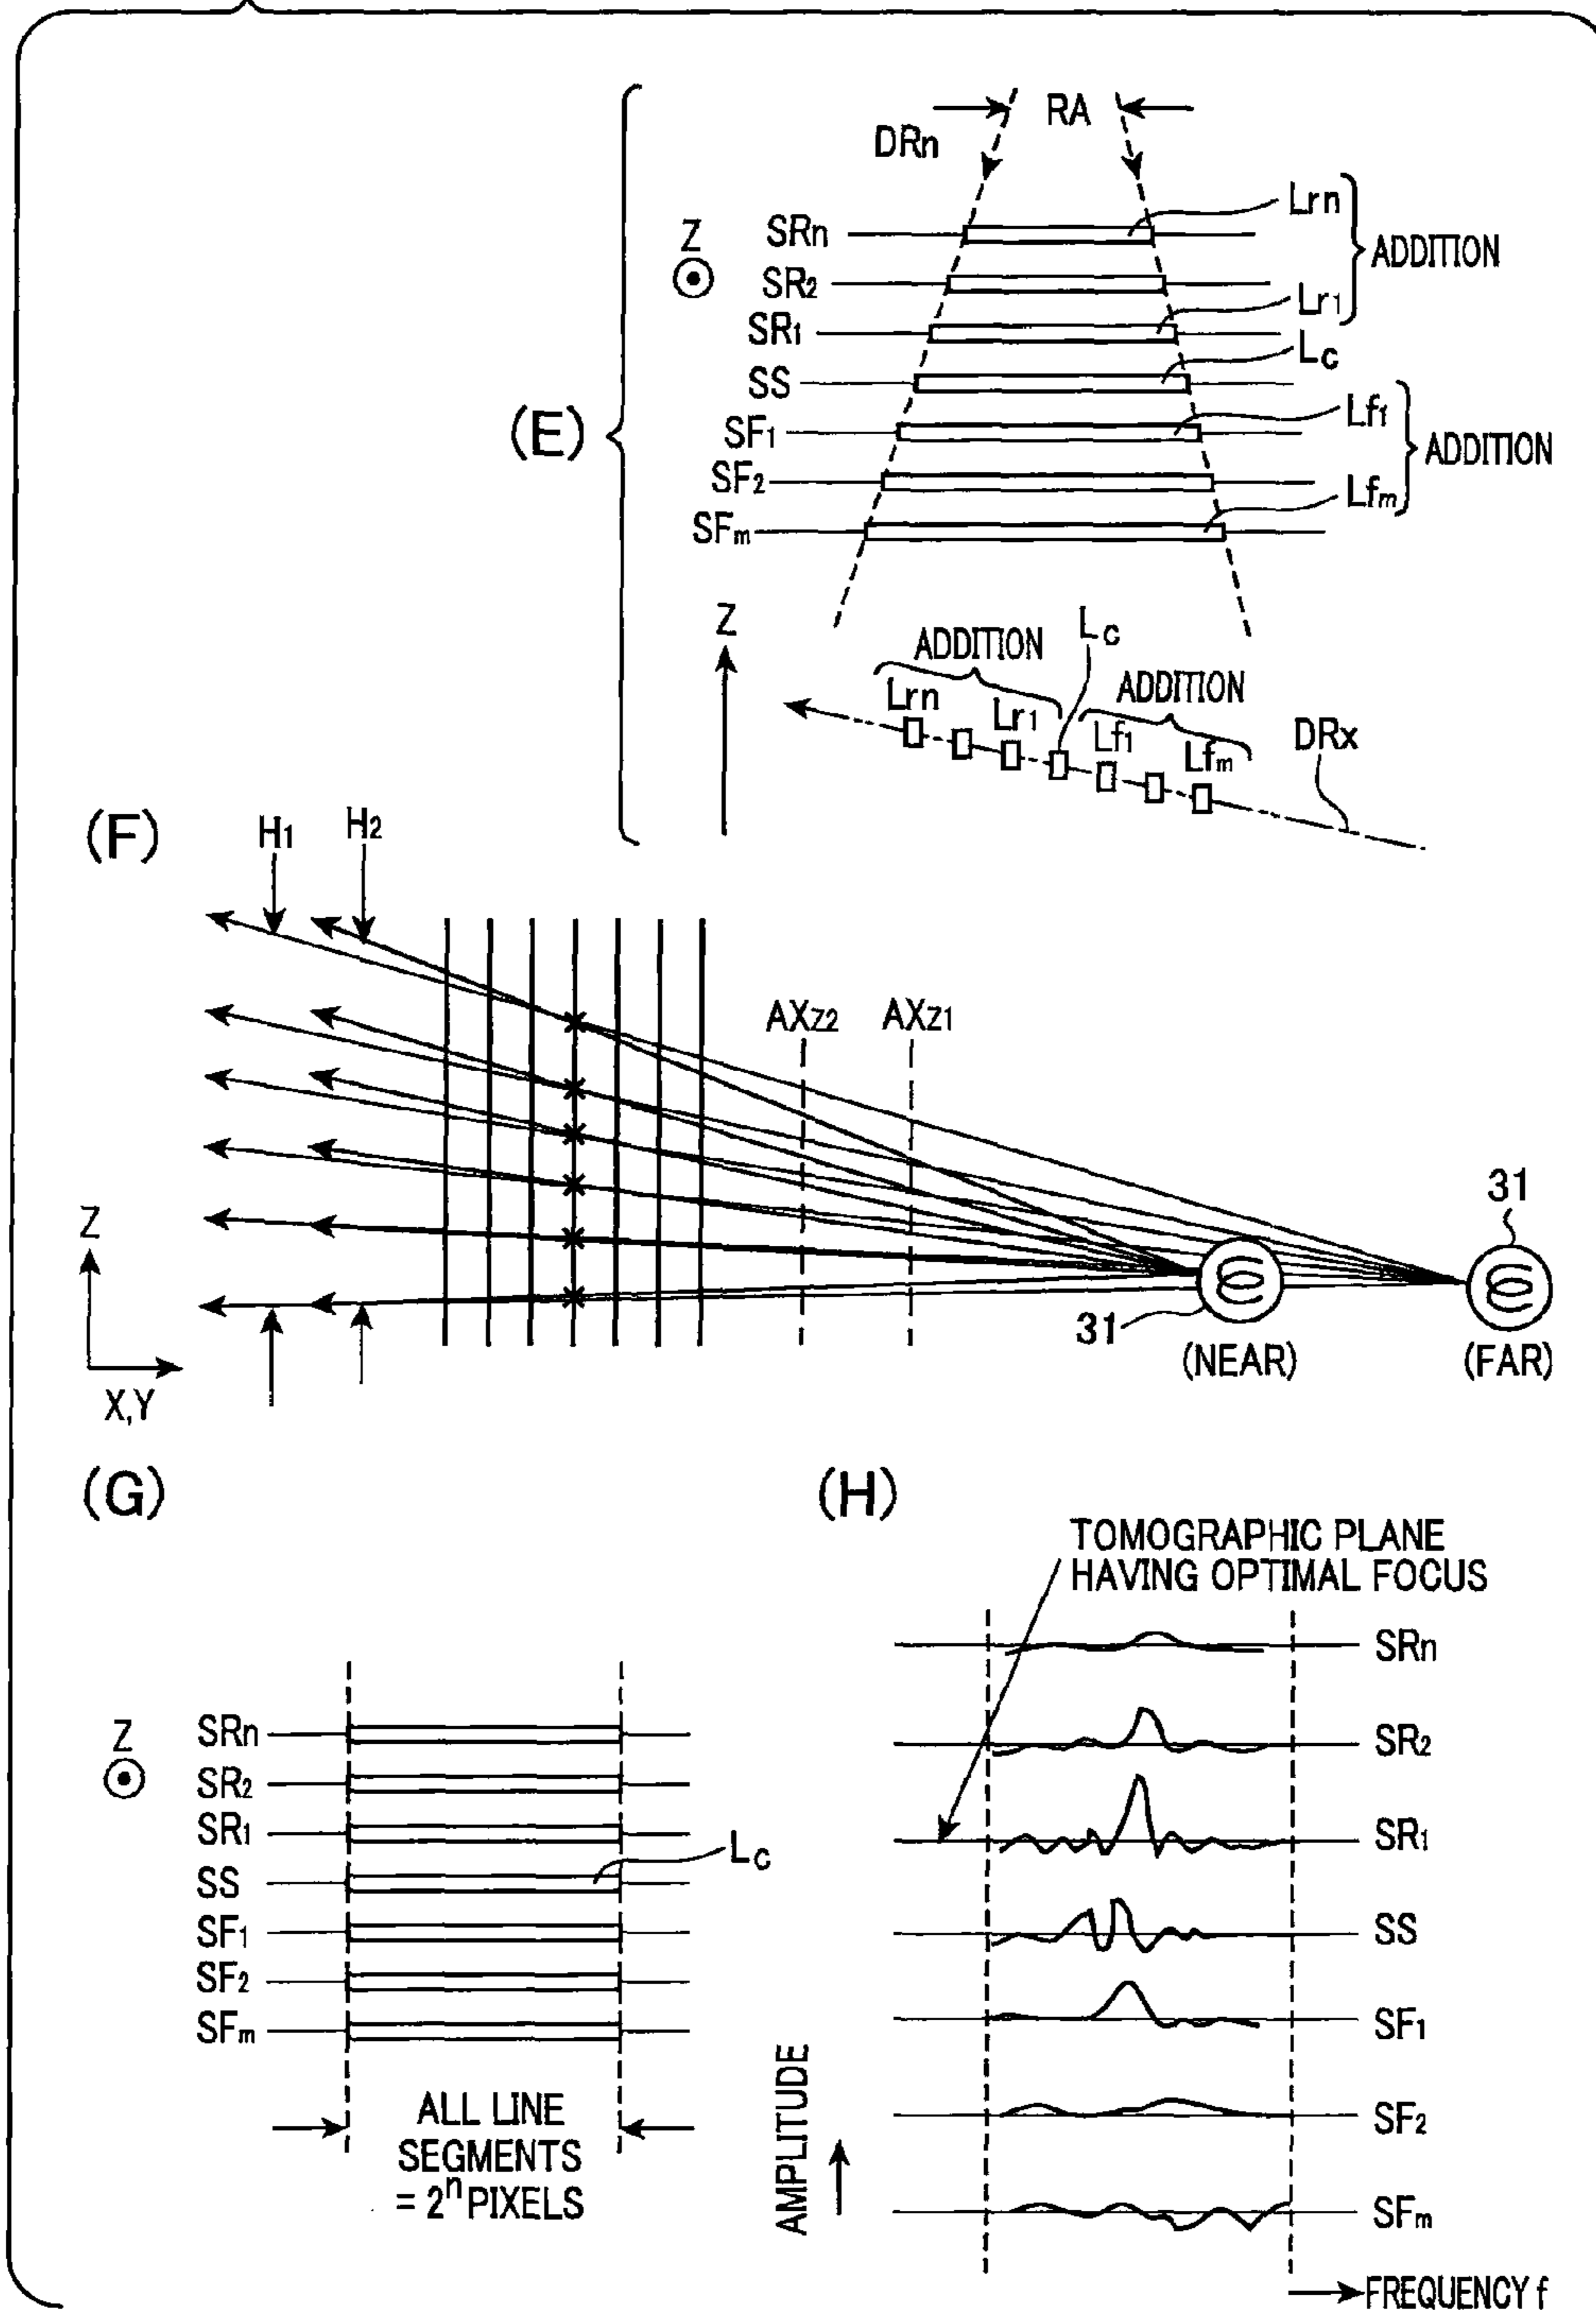 RA
DRn
Lrn
SRn
ADDITION
Z
SR2
Lr1
SR1
Lc
SS
(E)
Lf1
SF1
ADDITION
SF2
Lfm
SFm
Z
Lc
ADDITION
ADDITION
Lrn
Lr1
Lf1
DRx
Lfm
(F)
H1
H2
AXZ2
AXZ1
31
Z
31
(NEAR)
(FAR)
X,Y
(G)
(H)
TOMOGRAPHIC PLANE
HAVING OPTIMAL FOCUS
Z
SRn
SR2
SR1
Lc
SS
SF1
SF2
SFm
ALL LINE
SEGMENTS
= 2n PIXELS
SRn
SR2
SR1
SS
SF1
SF2
SFm
AMPLITUDE
FREQUENCY f